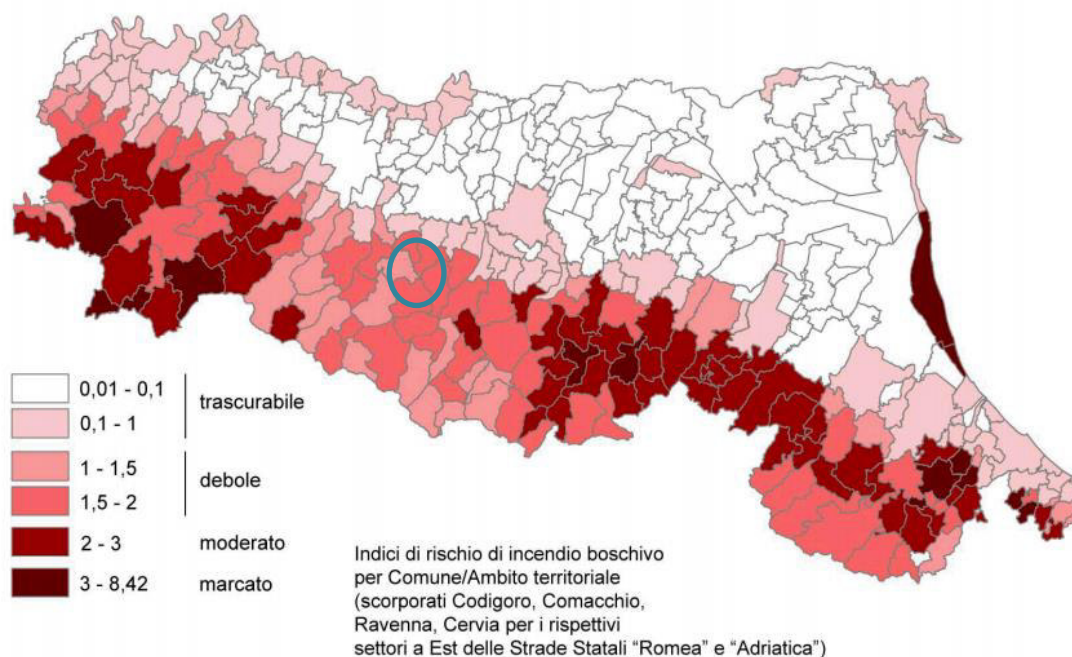 0,01 - 0,1
trascurabile
0,1 - 1
1 - 1,5
debole
1,5 - 2
2 - 3
moderato
3 - 8,42
marcato
Indici di rischio di incendio boschivo
per Comune/Ambito territoriale
(scorporati Codigoro, Comacchio,
Ravenna, Cervia per i rispettivi
settori a Est delle Strade Statali “Romea” e “Adriatica”)